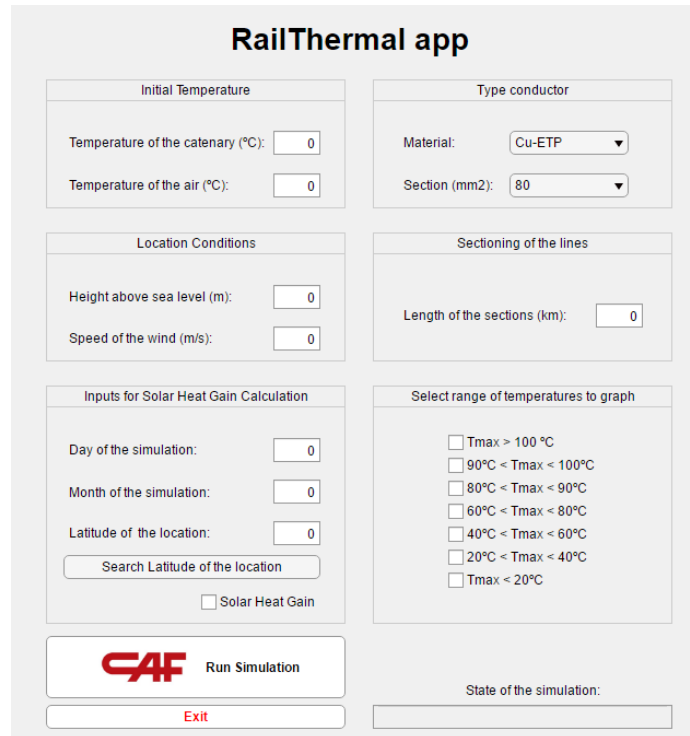 RailThermal app
Initial Temperature
Temperature of the catenary (ºC): 0
Temperature of the air (ºC): 0
Type conductor
Material: Cu-ETP
Section (mm2): 80
Location Conditions
Height above sea level (m): 0
Speed of the wind (m/s): 0
Sectioning of the lines
Length of the sections (km): 0
Inputs for Solar Heat Gain Calculation
Day of the simulation: 0
Month of the simulation: 0
Latitude of the location: 0
Search Latitude of the location
Solar Heat Gain
Select range of temperatures to graph
Tmax > 100 ºC
90ºC < Tmax < 100ºC
80ºC < Tmax < 90ºC
60ºC < Tmax < 80ºC
40ºC < Tmax < 60ºC
20ºC < Tmax < 40ºC
Tmax < 20ºC
CAF Run Simulation
Exit
State of the simulation: